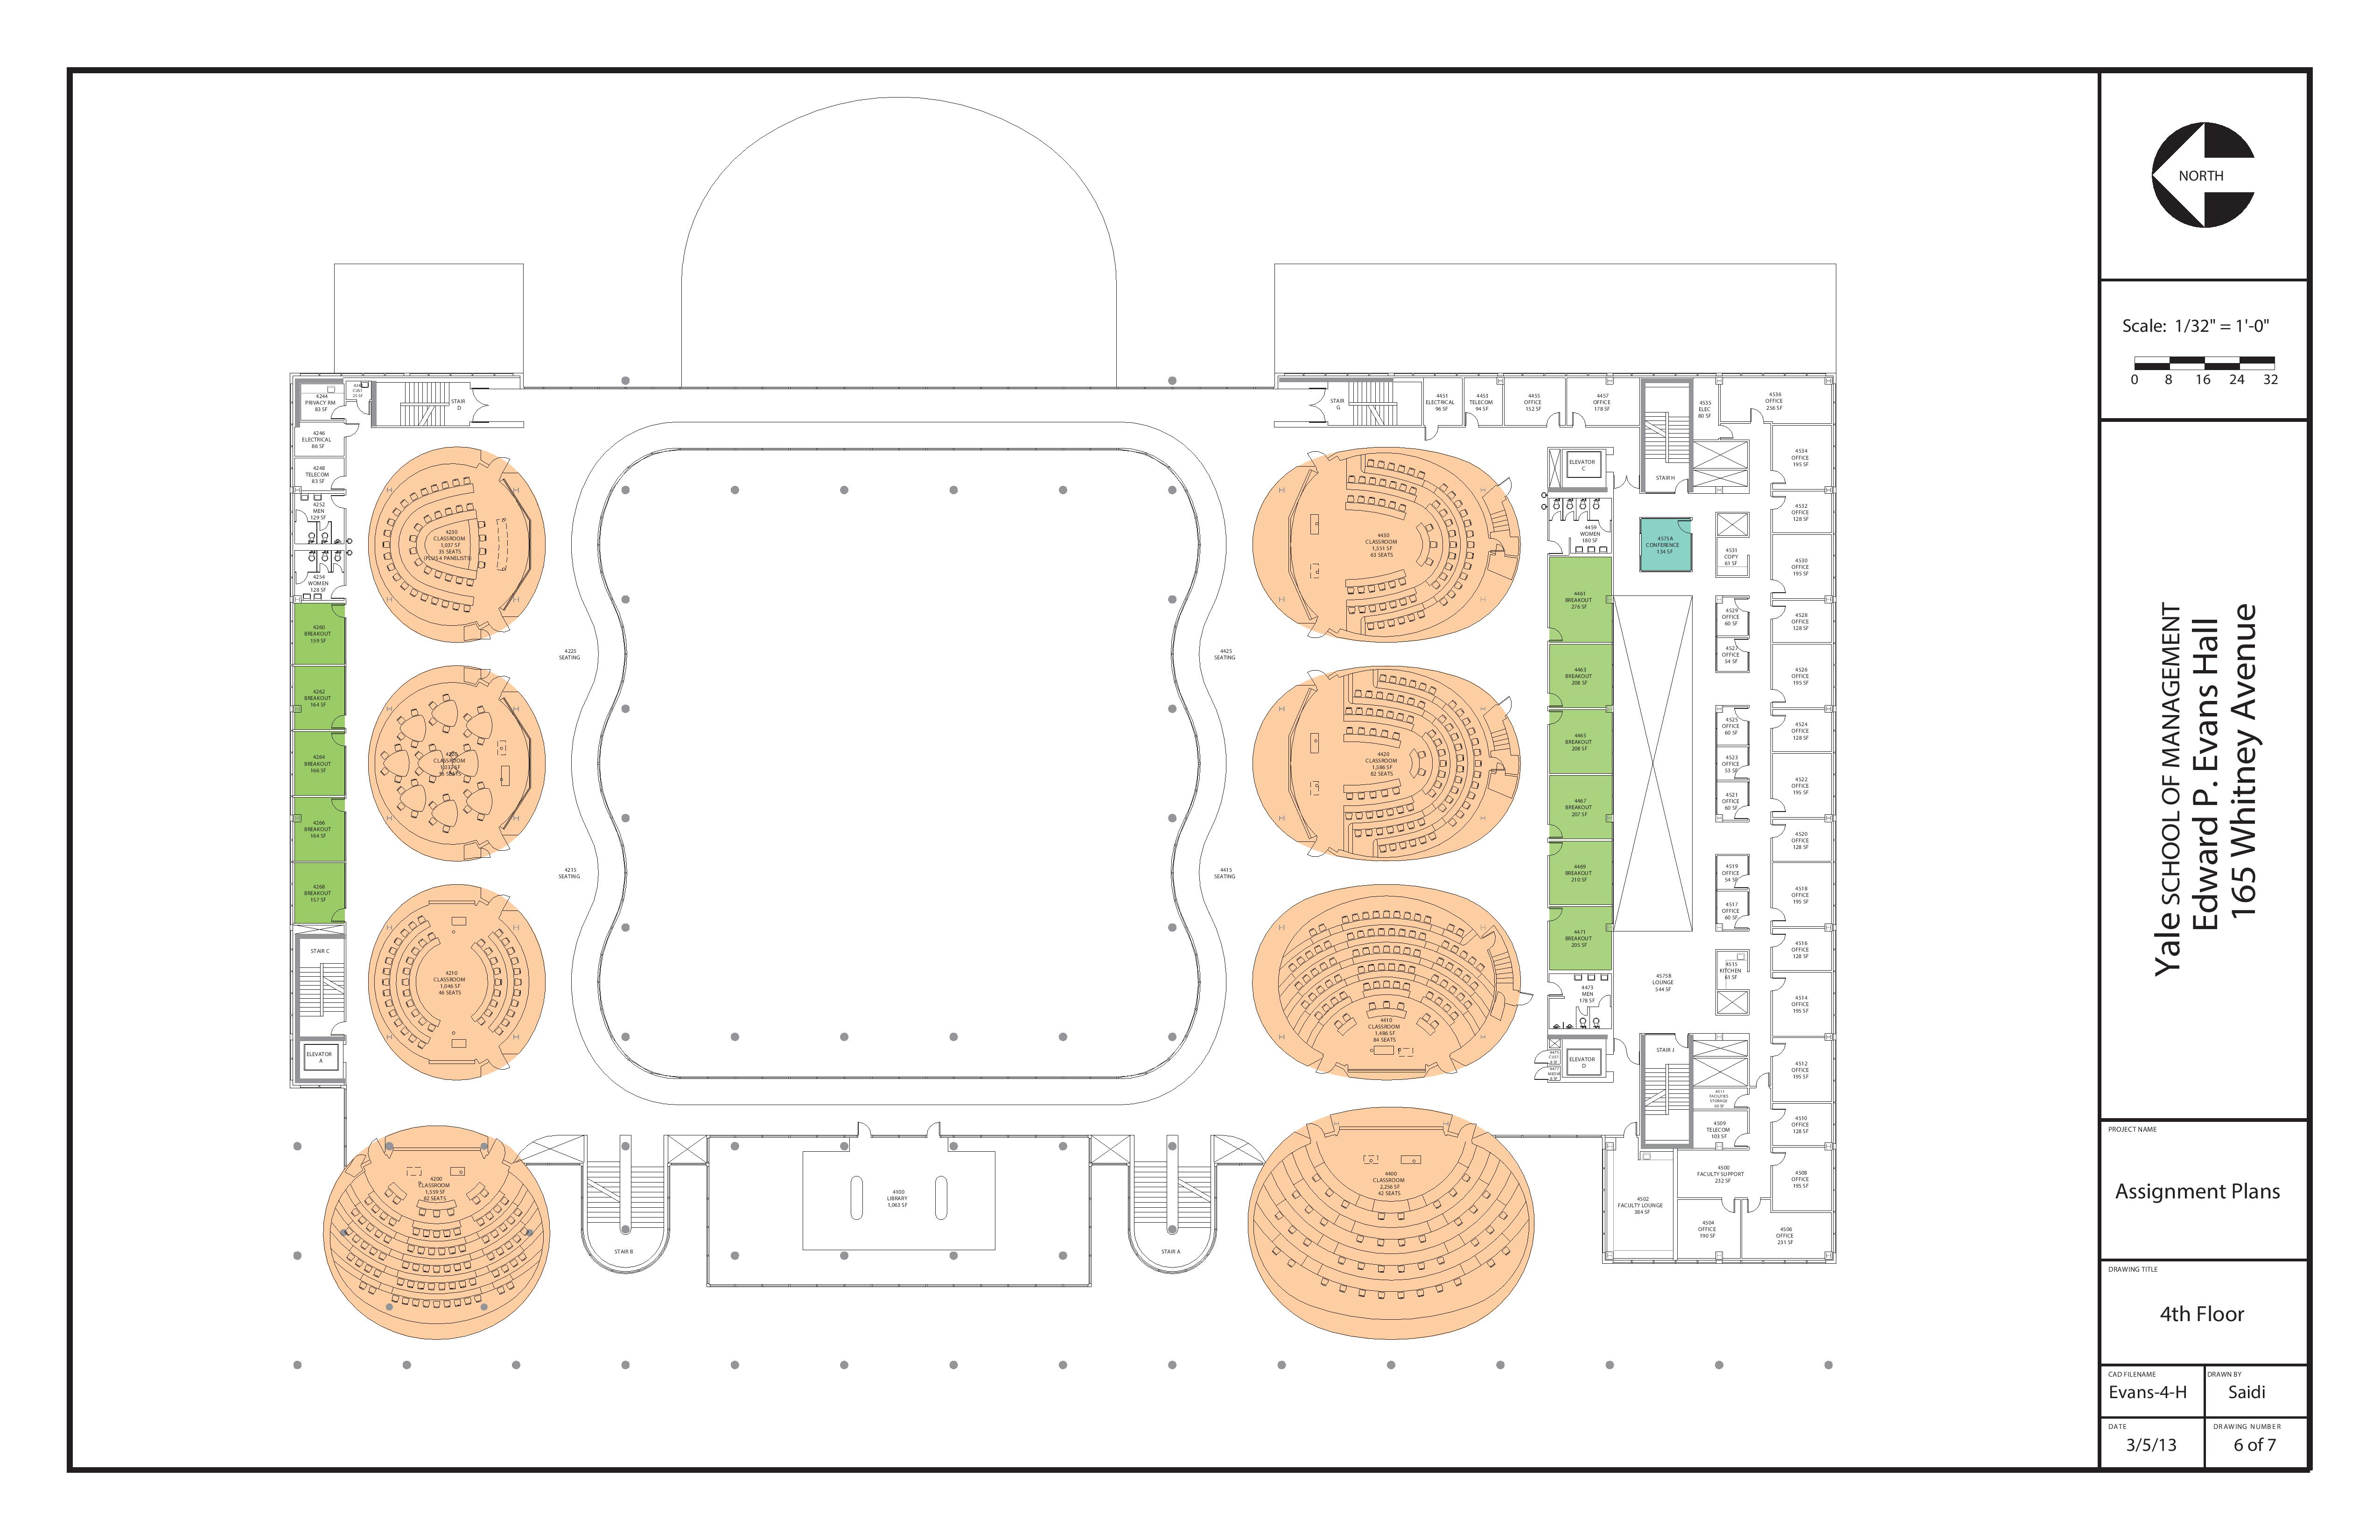 NORTH
Scale: 1/32" = 1'-0"
0 8 16 24 32
Yale SCHOOL OF MANAGEMENT
Edward P. Evans Hall
165 Whitney Avenue
PROJECT NAME
Assignment Plans
DRAWING TITLE
4th Floor
CAD FILENAME
Evans-4-H
DRAWN BY
Saidi
DATE
3/5/13
DRAWING NUMBER
6 of 7
4244
PRIVACY RM
83 SF
CUST
25 SF
STAIR
D
4246
ELECTRICAL
86 SF
4248
TELECOM
83 SF
4252
MEN
129 SF
4254
WOMEN
128 SF
4260
BREAKOUT
159 SF
4262
BREAKOUT
164 SF
4264
BREAKOUT
166 SF
4266
BREAKOUT
164 SF
4268
BREAKOUT
157 SF
STAIR C
ELEVATOR
A
4230
CLASSROOM
1,037 SF
35 SEATS
(PLUS 4 PANELISTS)
CLASSROOM
SEATS
4210
CLASSROOM
1,046 SF
46 SEATS
4200
CLASSROOM
1,559 SF
82 SEATS
4225
SEATING
4215
SEATING
STAIR B
4100
LIBRARY
1,063 SF
STAIR A
4425
SEATING
4415
SEATING
STAIR
G
4430
CLASSROOM
1,551 SF
63 SEATS
4420
CLASSROOM
1,586 SF
82 SEATS
4410
CLASSROOM
1,486 SF
84 SEATS
4400
CLASSROOM
2,256 SF
42 SEATS
4451
ELECTRICAL
96 SF
4453
TELECOM
94 SF
4455
OFFICE
152 SF
4457
OFFICE
178 SF
ELEVATOR
C
STAIR H
4459
WOMEN
180 SF
4461
BREAKOUT
276 SF
4463
BREAKOUT
208 SF
4465
BREAKOUT
208 SF
4467
BREAKOUT
207 SF
4469
BREAKOUT
210 SF
4471
BREAKOUT
205 SF
4473
MEN
178 SF
4475
CUST
4477
MEDIA
ELEVATOR
D
4575A
CONFERENCE
134 SF
4575B
LOUNGE
544 SF
STAIR J
4535
ELEC
80 SF
4531
COPY
61 SF
4529
OFFICE
60 SF
4527
OFFICE
54 SF
4525
OFFICE
60 SF
4523
OFFICE
53 SF
4521
OFFICE
60 SF
4519
OFFICE
54 SF
4517
OFFICE
60 SF
4515
KITCHEN
61 SF
4511
FACILITIES
STORAGE
4509
TELECOM
103 SF
4500
FACULTY SUPPORT
232 SF
4502
FACULTY LOUNGE
384 SF
4504
OFFICE
190 SF
4506
OFFICE
231 SF
4536
OFFICE
256 SF
4534
OFFICE
195 SF
4532
OFFICE
128 SF
4530
OFFICE
195 SF
4528
OFFICE
128 SF
4526
OFFICE
195 SF
4524
OFFICE
128 SF
4522
OFFICE
195 SF
4520
OFFICE
128 SF
4518
OFFICE
195 SF
4516
OFFICE
128 SF
4514
OFFICE
195 SF
4512
OFFICE
195 SF
4510
OFFICE
128 SF
4508
OFFICE
195 SF